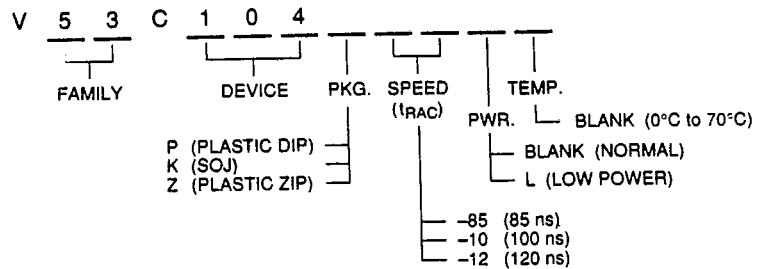 V 5 3 C 1 0 4
FAMILY DEVICE PKG. SPEED (tRAC) PWR. TEMP.
BLANK (0°C to 70°C)
P (PLASTIC DIP)
K (SOJ)
Z (PLASTIC ZIP)
BLANK (NORMAL)
L (LOW POWER)
–85 (85 ns)
–10 (100 ns)
–12 (120 ns)